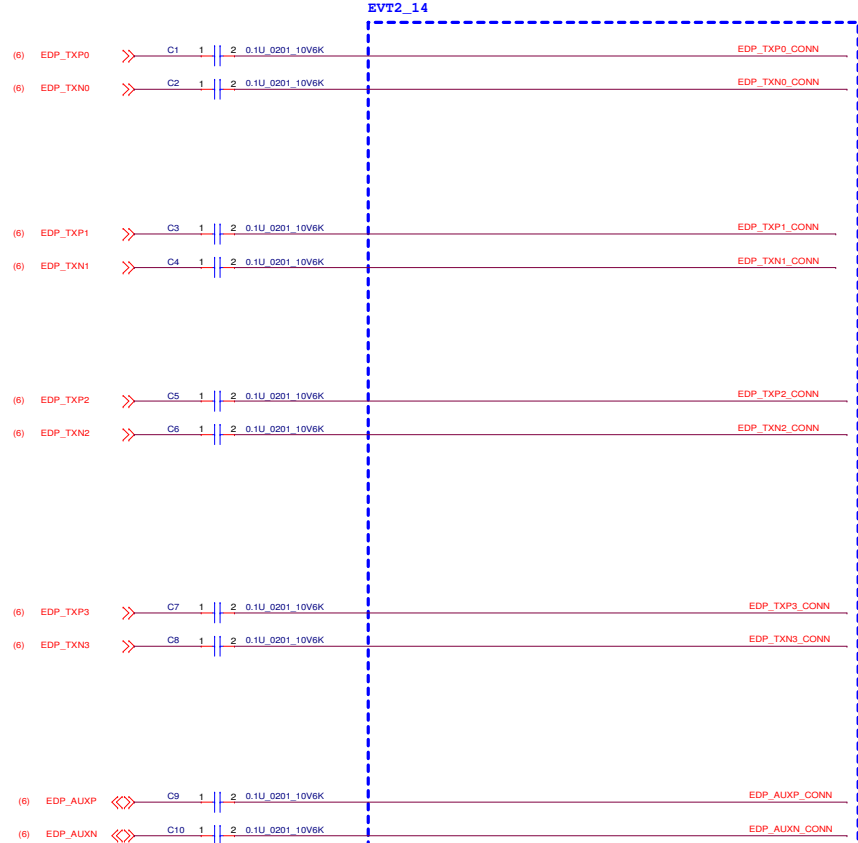 EVT2_14
(6) EDP_TXP0 C1 1 2 0.1U_0201_10V6K EDP_TXP0_CONN
(6) EDP_TXN0 C2 1 2 0.1U_0201_10V6K EDP_TXN0_CONN
(6) EDP_TXP1 C3 1 2 0.1U_0201_10V6K EDP_TXP1_CONN
(6) EDP_TXN1 C4 1 2 0.1U_0201_10V6K EDP_TXN1_CONN
(6) EDP_TXP2 C5 1 2 0.1U_0201_10V6K EDP_TXP2_CONN
(6) EDP_TXN2 C6 1 2 0.1U_0201_10V6K EDP_TXN2_CONN
(6) EDP_TXP3 C7 1 2 0.1U_0201_10V6K EDP_TXP3_CONN
(6) EDP_TXN3 C8 1 2 0.1U_0201_10V6K EDP_TXN3_CONN
(6) EDP_AUXP C9 1 2 0.1U_0201_10V6K EDP_AUXP_CONN
(6) EDP_AUXN C10 1 2 0.1U_0201_10V6K EDP_AUXN_CONN